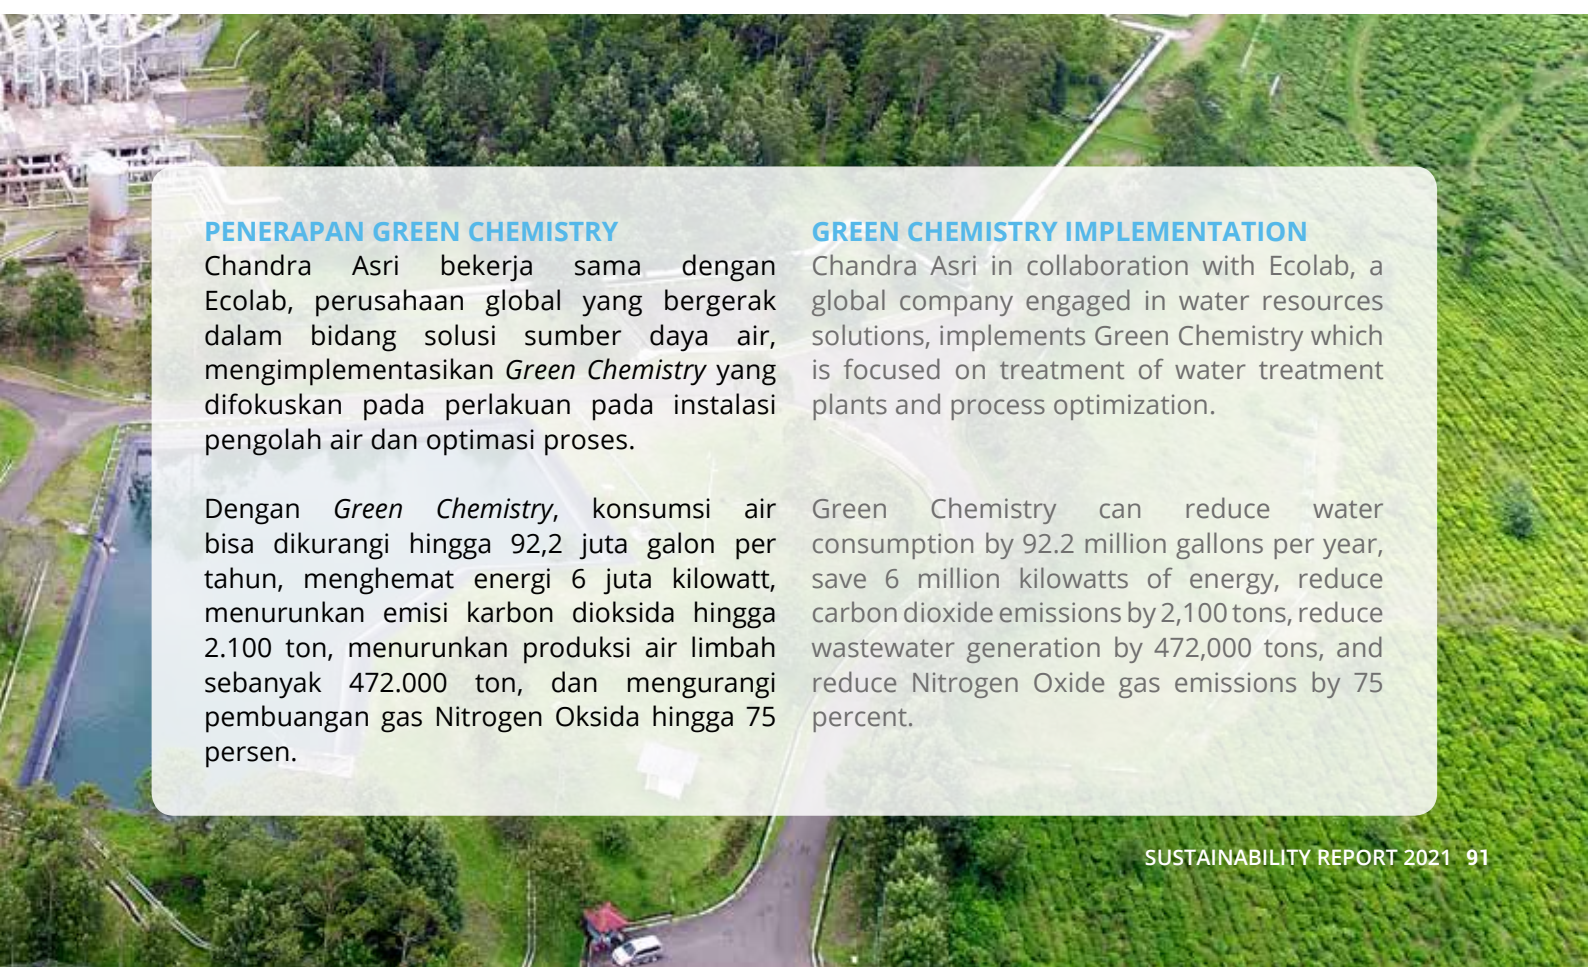 PENERAPAN GREEN CHEMISTRY
Chandra Asri bekerja sama dengan
Ecolab, perusahaan global yang bergerak
dalam bidang solusi sumber daya air,
mengimplementasikan Green Chemistry yang
difokuskan pada perlakuan pada instalasi
pengolah air dan optimasi proses.
Dengan Green Chemistry, konsumsi air
bisa dikurangi hingga 92,2 juta galon per
tahun, menghemat energi 6 juta kilowatt,
menurunkan emisi karbon dioksida hingga
2.100 ton, menurunkan produksi air limbah
sebanyak 472.000 ton, dan mengurangi
pembuangan gas Nitrogen Oksida hingga 75
persen.
GREEN CHEMISTRY IMPLEMENTATION
Chandra Asri in collaboration with Ecolab, a
global company engaged in water resources
solutions, implements Green Chemistry which
is focused on treatment of water treatment
plants and process optimization.
Green Chemistry can reduce water
consumption by 92.2 million gallons per year,
save 6 million kilowatts of energy, reduce
carbon dioxide emissions by 2,100 tons, reduce
wastewater generation by 472,000 tons, and
reduce Nitrogen Oxide gas emissions by 75
percent.
SUSTAINABILITY REPORT 2021 91